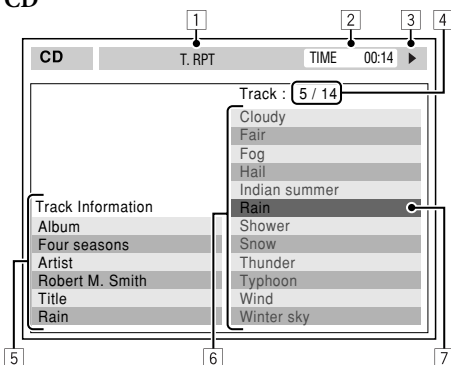 CD
1 2 3 4
CD T. RPT TIME 00:14
Track : 5 / 14
Cloudy
Fair
Fog
Hail
Indian summer
Rain
Shower
Snow
Thunder
Typhoon
Wind
Winter sky
Track Information
Album
Four seasons
Artist
Robert M. Smith
Title
Rain
5 6 7